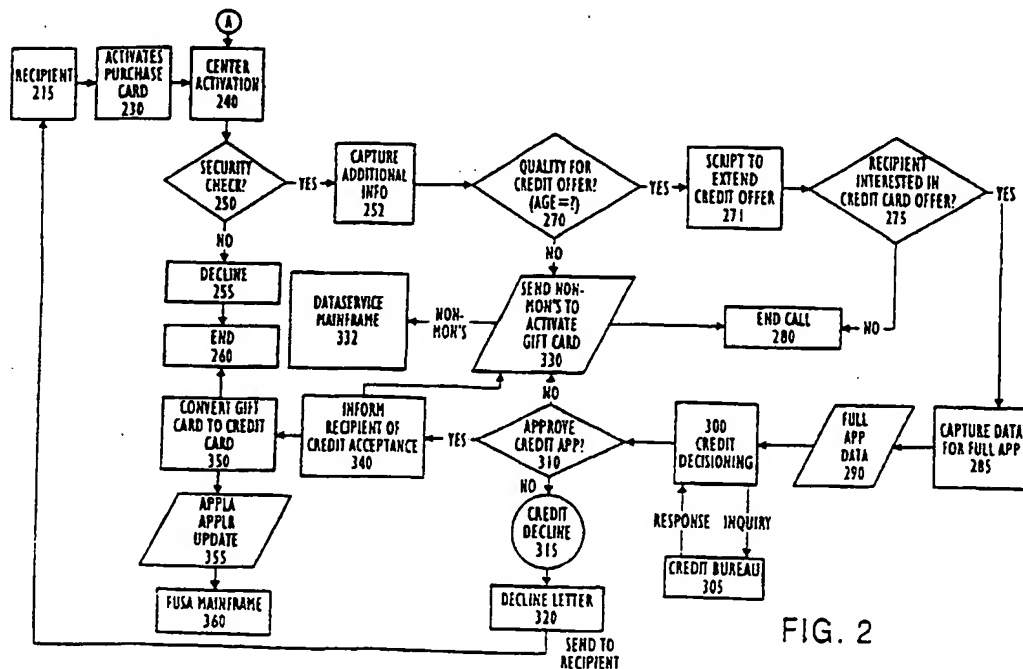 A
RECIPIENT
215
ACTIVATES
PURCHASE
CARD
230
CENTER
ACTIVATION
240
SECURITY
CHECK?
250
YES
CAPTURE
ADDITIONAL
INFO
252
QUALITY FOR
CREDIT OFFER?
(AGE=?)
270
YES
SCRIPT TO
EXTEND
CREDIT OFFER
271
RECIPIENT
INTERESTED IN
CREDIT CARD OFFER?
275
YES
NO
DECLINE
255
END
260
DATASERVICE
MAINFRAME
332
NON-
MON'S
NO
SEND NON-
MON'S TO
ACTIVATE
GIFT CARD
330
END CALL
280
NO
CONVERT GIFT
CARD TO CREDIT
CARD
350
INFORM
RECIPIENT OF
CREDIT ACCEPTANCE
340
YES
NO
APPROVE
CREDIT APP?
310
300
CREDIT
DECISIONING
FULL
APP
DATA
290
CAPTURE DATA
FOR FULL APP
285
APPLA
APPLR
UPDATE
355
NO
CREDIT
DECLINE
315
RESPONSE INQUIRY
CREDIT BUREAU
305
FUSA MAINFRAME
360
DECLINE LETTER
320
SEND TO
RECIPIENT
FIG. 2